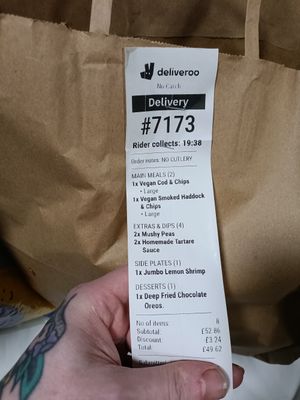 deliveroo
No Catch
Delivery
#7173
Rider collects: 19:38
Order notes: NO CUTLERY
MAIN MEALS (2)
1x Vegan Cod & Chips
• Large
1x Vegan Smoked Haddock
& Chips
• Large
EXTRAS & DIPS (4)
2x Mushy Peas
2x Homemade Tartare
Sauce
SIDE PLATES (1)
1x Jumbo Lemon Shrimp
DESSERTS (1)
1x Deep Fried Chocolate
Oreos.
No of items: 8
Subtotal: £52.86
Discount: £3.24
Total: £49.62